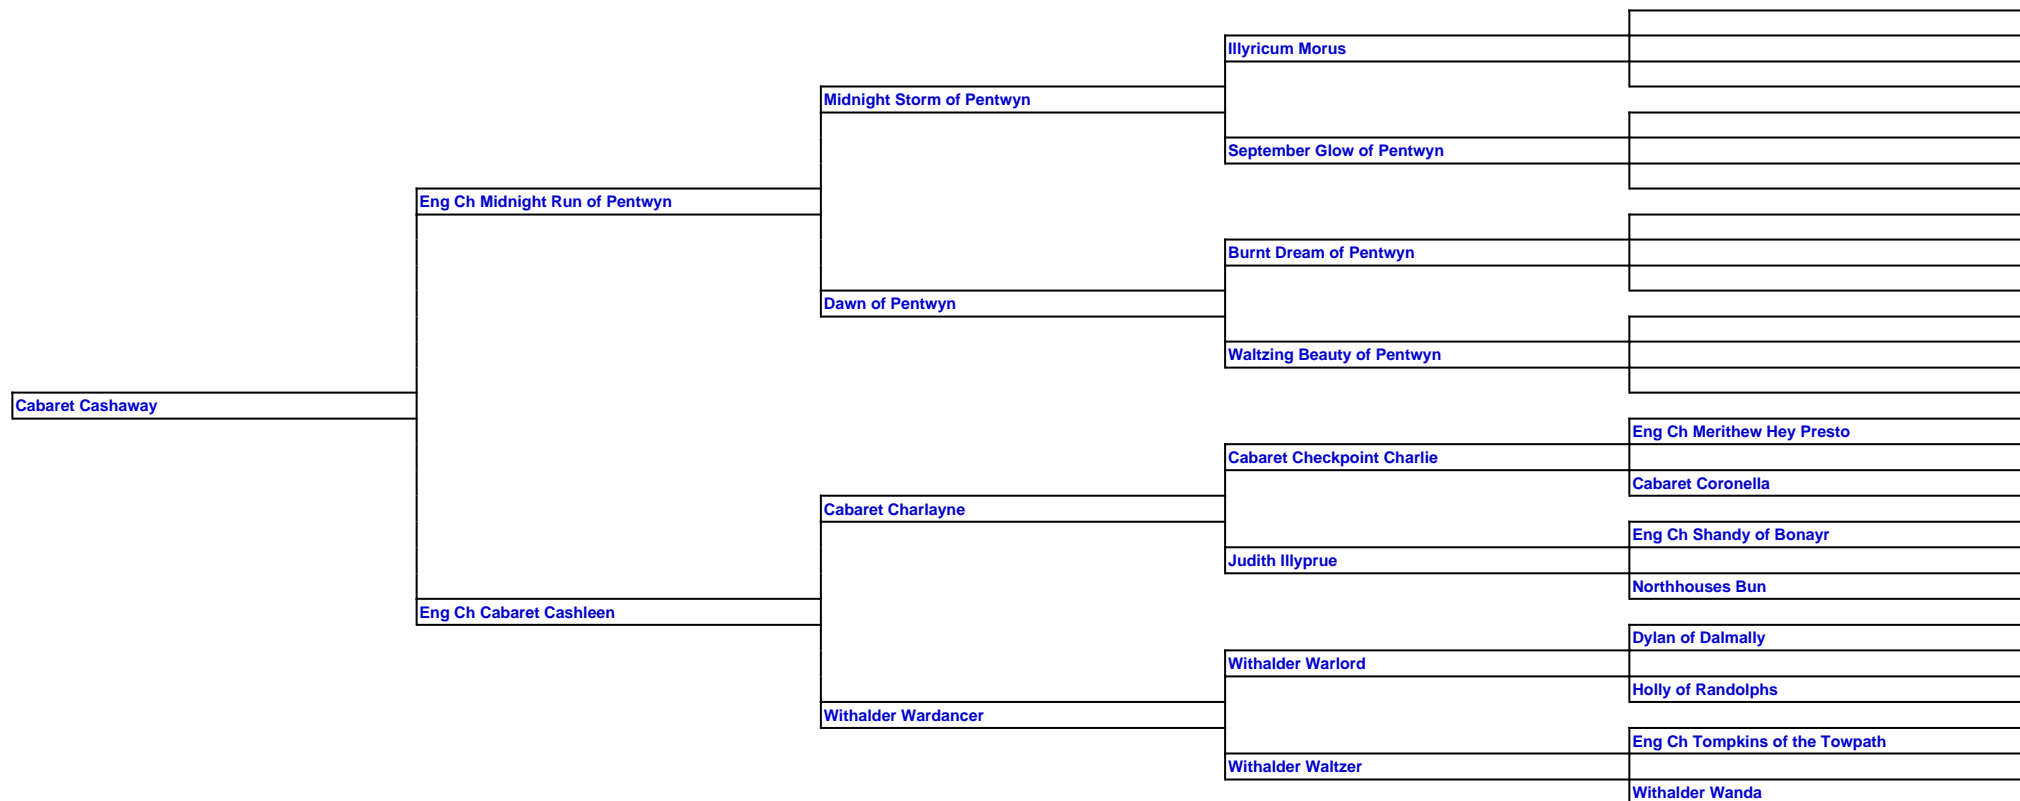 Illyricum Morus
Midnight Storm of Pentwyn
September Glow of Pentwyn
Eng Ch Midnight Run of Pentwyn
Burnt Dream of Pentwyn
Dawn of Pentwyn
Waltzing Beauty of Pentwyn
Cabaret Cashaway
Eng Ch Merithew Hey Presto
Cabaret Checkpoint Charlie
Cabaret Coronella
Cabaret Charlayne
Eng Ch Shandy of Bonayr
Judith Illyprue
Northhouses Bun
Eng Ch Cabaret Cashleen
Dylan of Dalmally
Withalder Warlord
Holly of Randolphs
Withalder Wardancer
Eng Ch Tompkins of the Towpath
Withalder Waltzer
Withalder Wanda